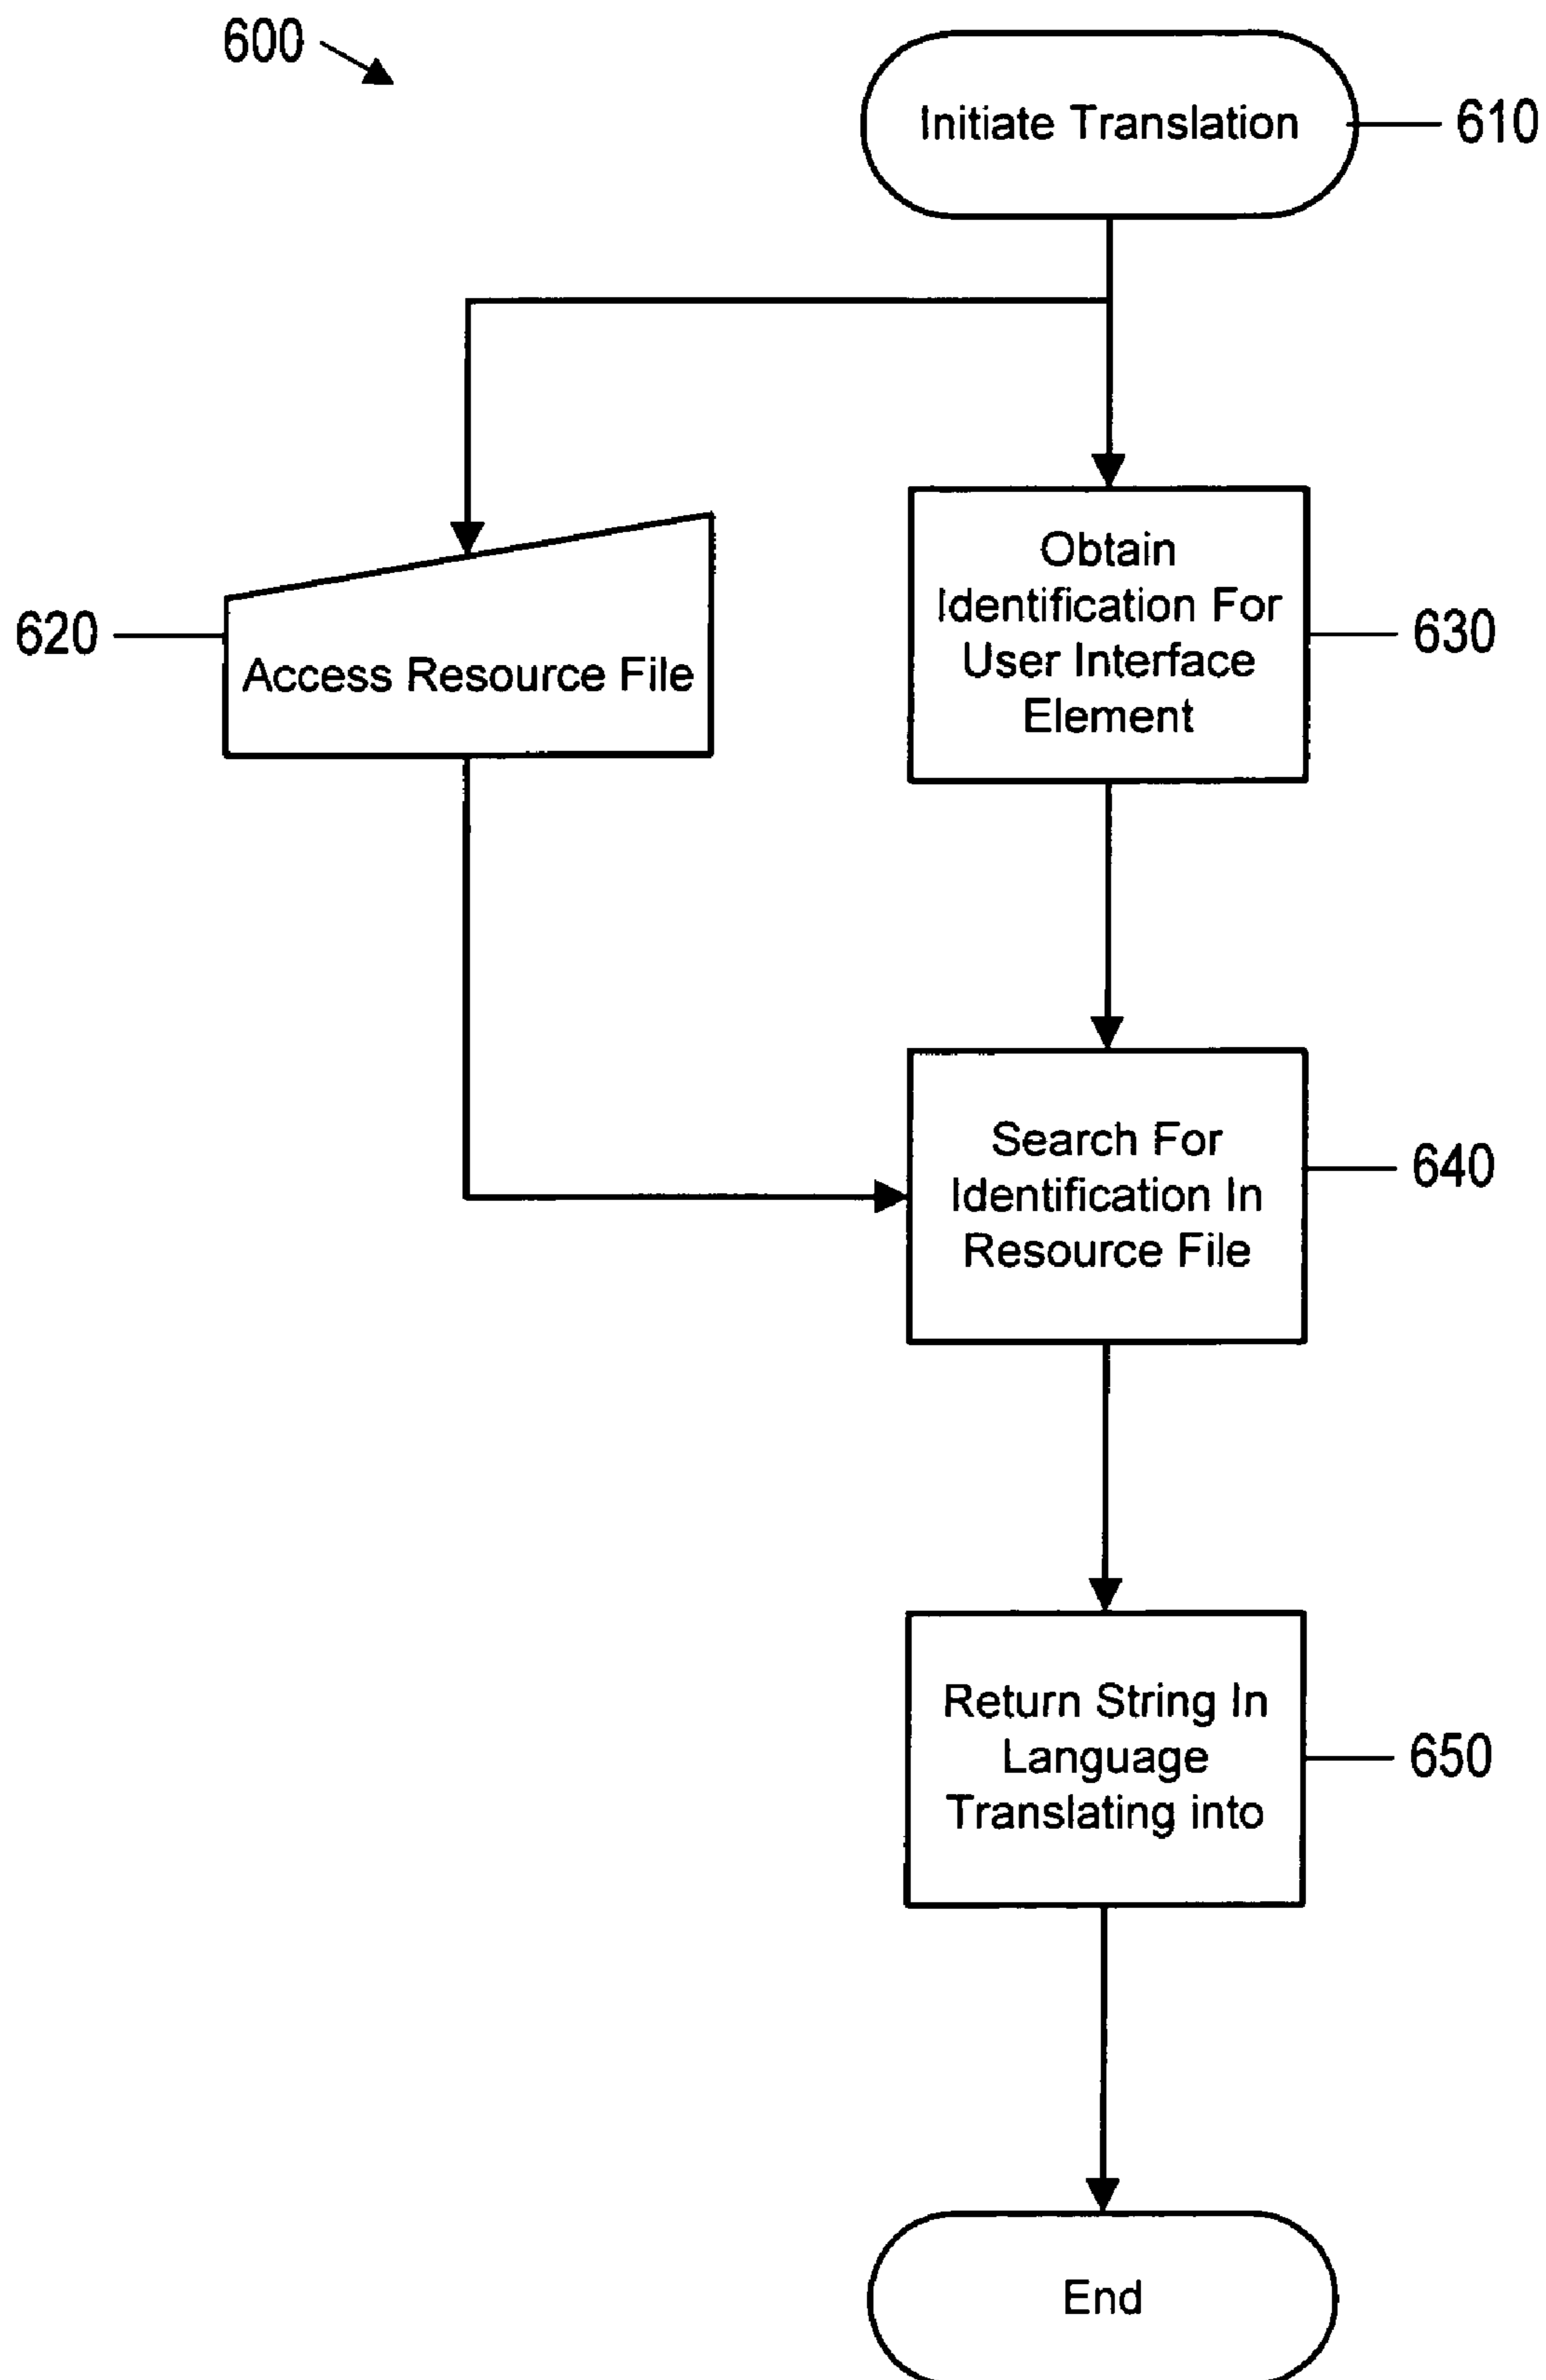 600
Initiate Translation
610
620
Access Resource File
Obtain
Identification For
User Interface
Element
630
Search For
Identification In
Resource File
640
Return String In
Language
Translating into
650
End